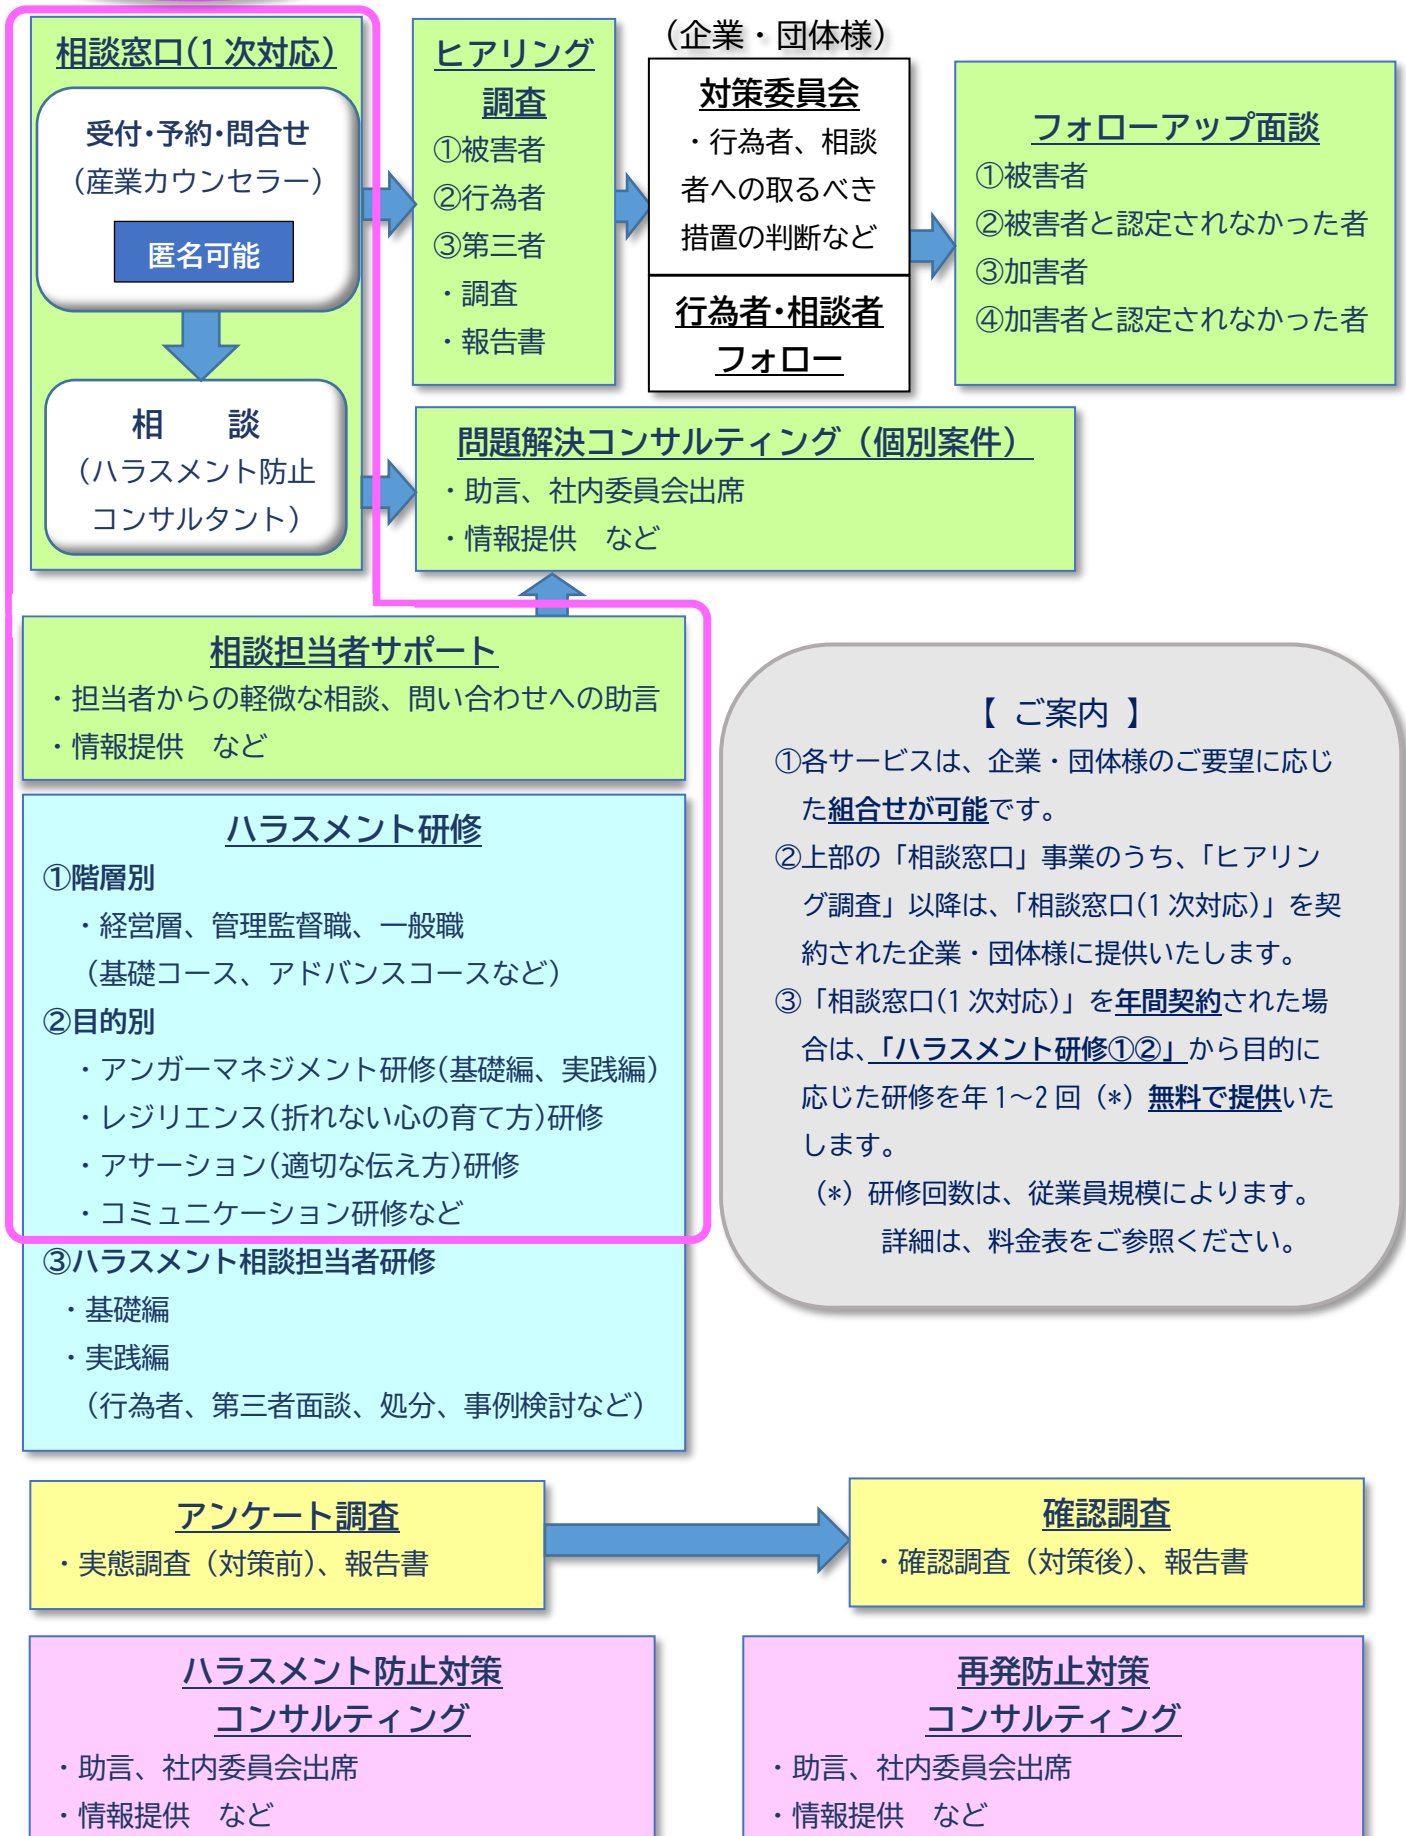 相談窓口(1次対応)
受付･予約･問合せ
（産業カウンセラー）
匿名可能
相　　談
（ハラスメント防止
コンサルタント）
ヒアリング
調査
①被害者
②行為者
③第三者
・調査
・報告書
（企業・団体様）
対策委員会
・行為者、相談
者への取るべき
措置の判断など
行為者･相談者
フォロー
フォローアップ面談
①被害者
②被害者と認定されなかった者
③加害者
④加害者と認定されなかった者
問題解決コンサルティング（個別案件）
・助言、社内委員会出席
・情報提供　など
相談担当者サポート
・担当者からの軽微な相談、問い合わせへの助言
・情報提供　など
ハラスメント研修
①階層別
・経営層、管理監督職、一般職
（基礎コース、アドバンスコースなど）
②目的別
・アンガーマネジメント研修(基礎編、実践編)
・レジリエンス(折れない心の育て方)研修
・アサーション(適切な伝え方)研修
・コミュニケーション研修など
③ハラスメント相談担当者研修
・基礎編
・実践編
（行為者、第三者面談、処分、事例検討など）
【 ご案内 】
①各サービスは、企業・団体様のご要望に応じ
た組合せが可能です。
②上部の「相談窓口」事業のうち、「ヒアリン
グ調査」以降は、「相談窓口(1次対応)」を契
約された企業・団体様に提供いたします。
③「相談窓口(1次対応)」を年間契約された場
合は、「ハラスメント研修①②」から目的に
応じた研修を年1～2回（*）無料で提供いた
します。
（*）研修回数は、従業員規模によります。
詳細は、料金表をご参照ください。
アンケート調査
・実態調査（対策前）、報告書
確認調査
・確認調査（対策後）、報告書
ハラスメント防止対策
コンサルティング
・助言、社内委員会出席
・情報提供　など
再発防止対策
コンサルティング
・助言、社内委員会出席
・情報提供　など